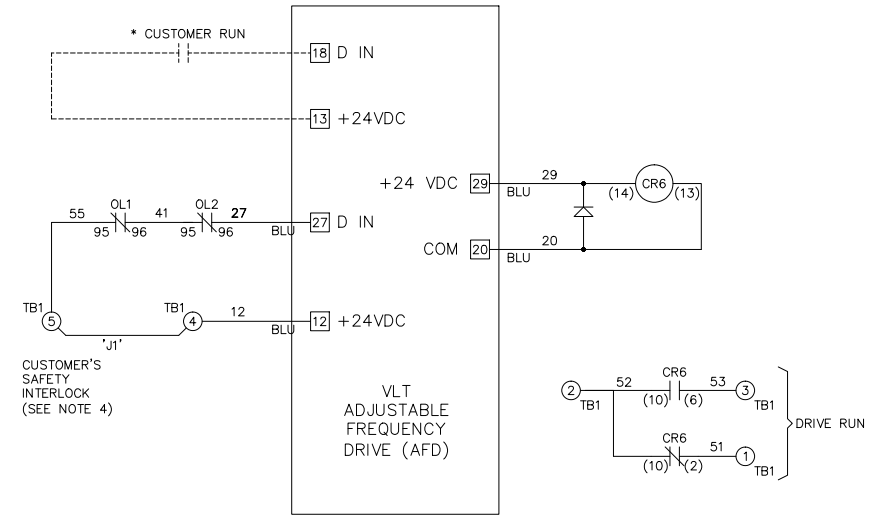 * CUSTOMER RUN
18 D IN
13 +24VDC
+24 VDC 29 BLU 29 (14) CR6 (13)
55 OL1 95 96 41 OL2 95 96 27 BLU 27 D IN
COM 20 BLU 20
TB1 5 'J1' TB1 4 12 BLU 12 +24VDC
CUSTOMER'S
SAFETY
INTERLOCK
(SEE NOTE 4)
VLT
ADJUSTABLE
FREQUENCY
DRIVE (AFD)
2 TB1 52 CR6 (10) (6) 53 3 TB1
DRIVE RUN
CR6 (10) (2) 51 1 TB1